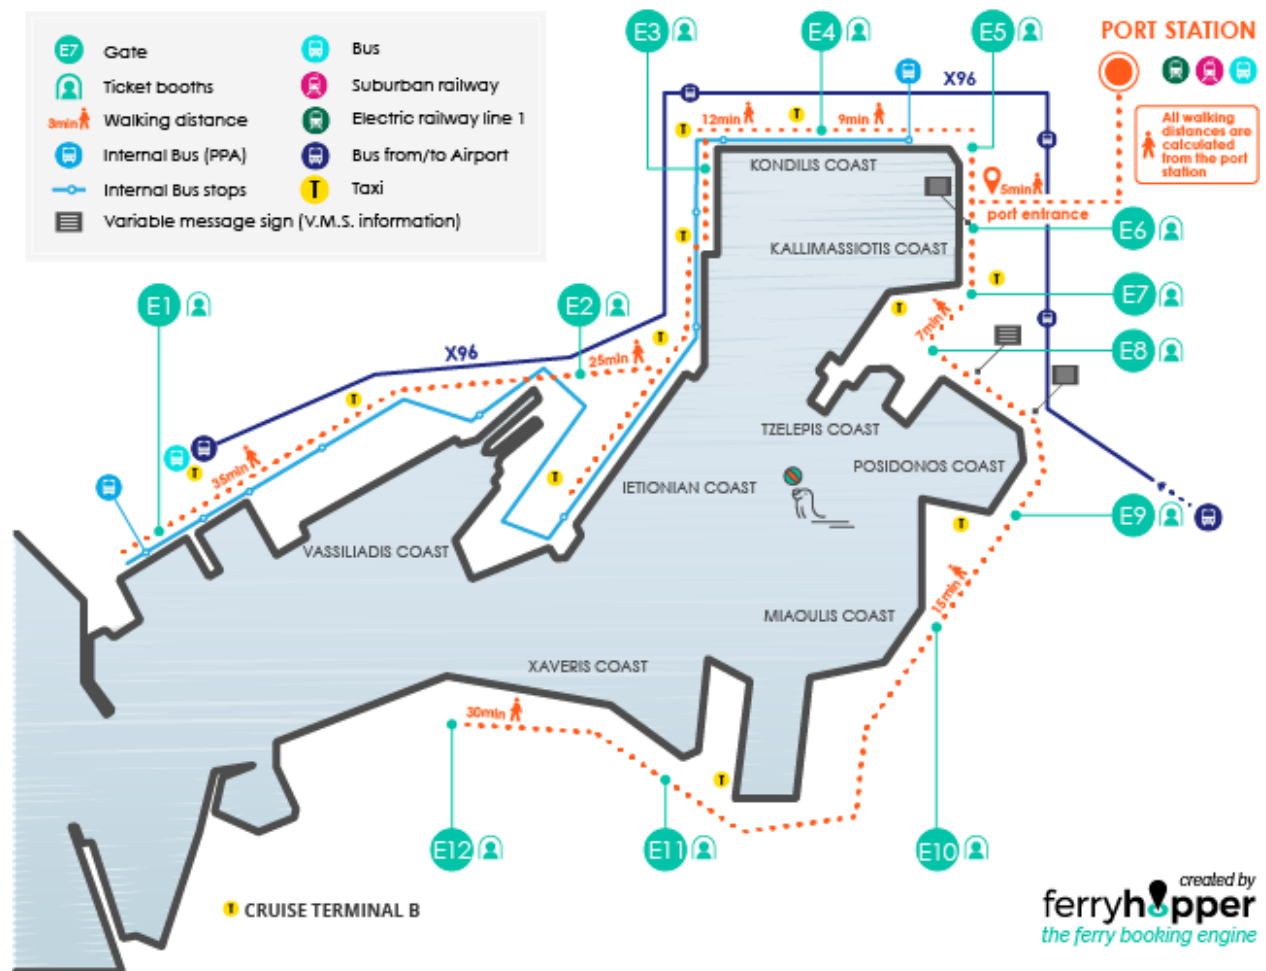 E7 Gate
Ticket booths
3min Walking distance
Internal Bus (PPA)
Internal Bus stops
Variable message sign (V.M.S. information)
Bus
Suburban railway
Electric railway line 1
Bus from/to Airport
T Taxi
E3
E4
E5
PORT STATION
X96
All walking
distances are
calculated
from the port
station
12min
T
9min
T
KONDILIS COAST
5min
port entrance
E6
T
KALLIMASSIOTIS COAST
T
E7
E1
E2
T
7min
T
E8
X96
25min
T
TZELEPIS COAST
POSIDONOS COAST
T
35min
T
IETIONIAN COAST
E9
T
VASSILIADIS COAST
15min
MIAOULIS COAST
XAVERIS COAST
30min
T
E12
E11
E10
T CRUISE TERMINAL B
created by
ferryhopper
the ferry booking engine